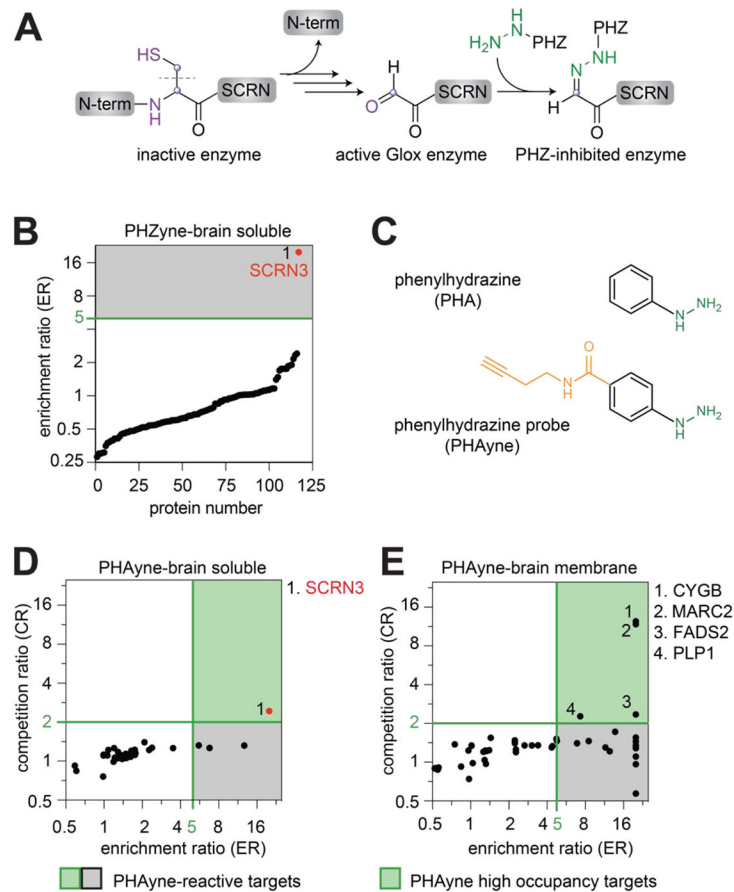 A
N-term
HS
N-term
N
H
O
SCRN
inactive enzyme
H
O
O
SCRN
active Glox enzyme
H
H2N
N
PHZ
PHZ
N
NH
H
O
SCRN
PHZ-inhibited enzyme
B
PHZyne-brain soluble
enrichment ratio (ER)
16
8
5
2
1
0.5
0.25
1
SCRN3
0 25 50 75 100 125
protein number
C
phenylhydrazine
(PHA)
N
H
NH2
phenylhydrazine probe
(PHAyne)
O
N
H
N
H
NH2
D
PHAyne-brain soluble
competition ratio (CR)
16
8
4
2
1
0.5
1
1. SCRN3
0.5 1 2 4 5 16
enrichment ratio (ER)
E
PHAyne-brain membrane
competition ratio (CR)
16
8
4
2
1
0.5
1
2
3
4
1. CYGB
2. MARC2
3. FADS2
4. PLP1
0.5 1 2 4 5 8 16
enrichment ratio (ER)
PHAyne-reactive targets
PHAyne high occupancy targets